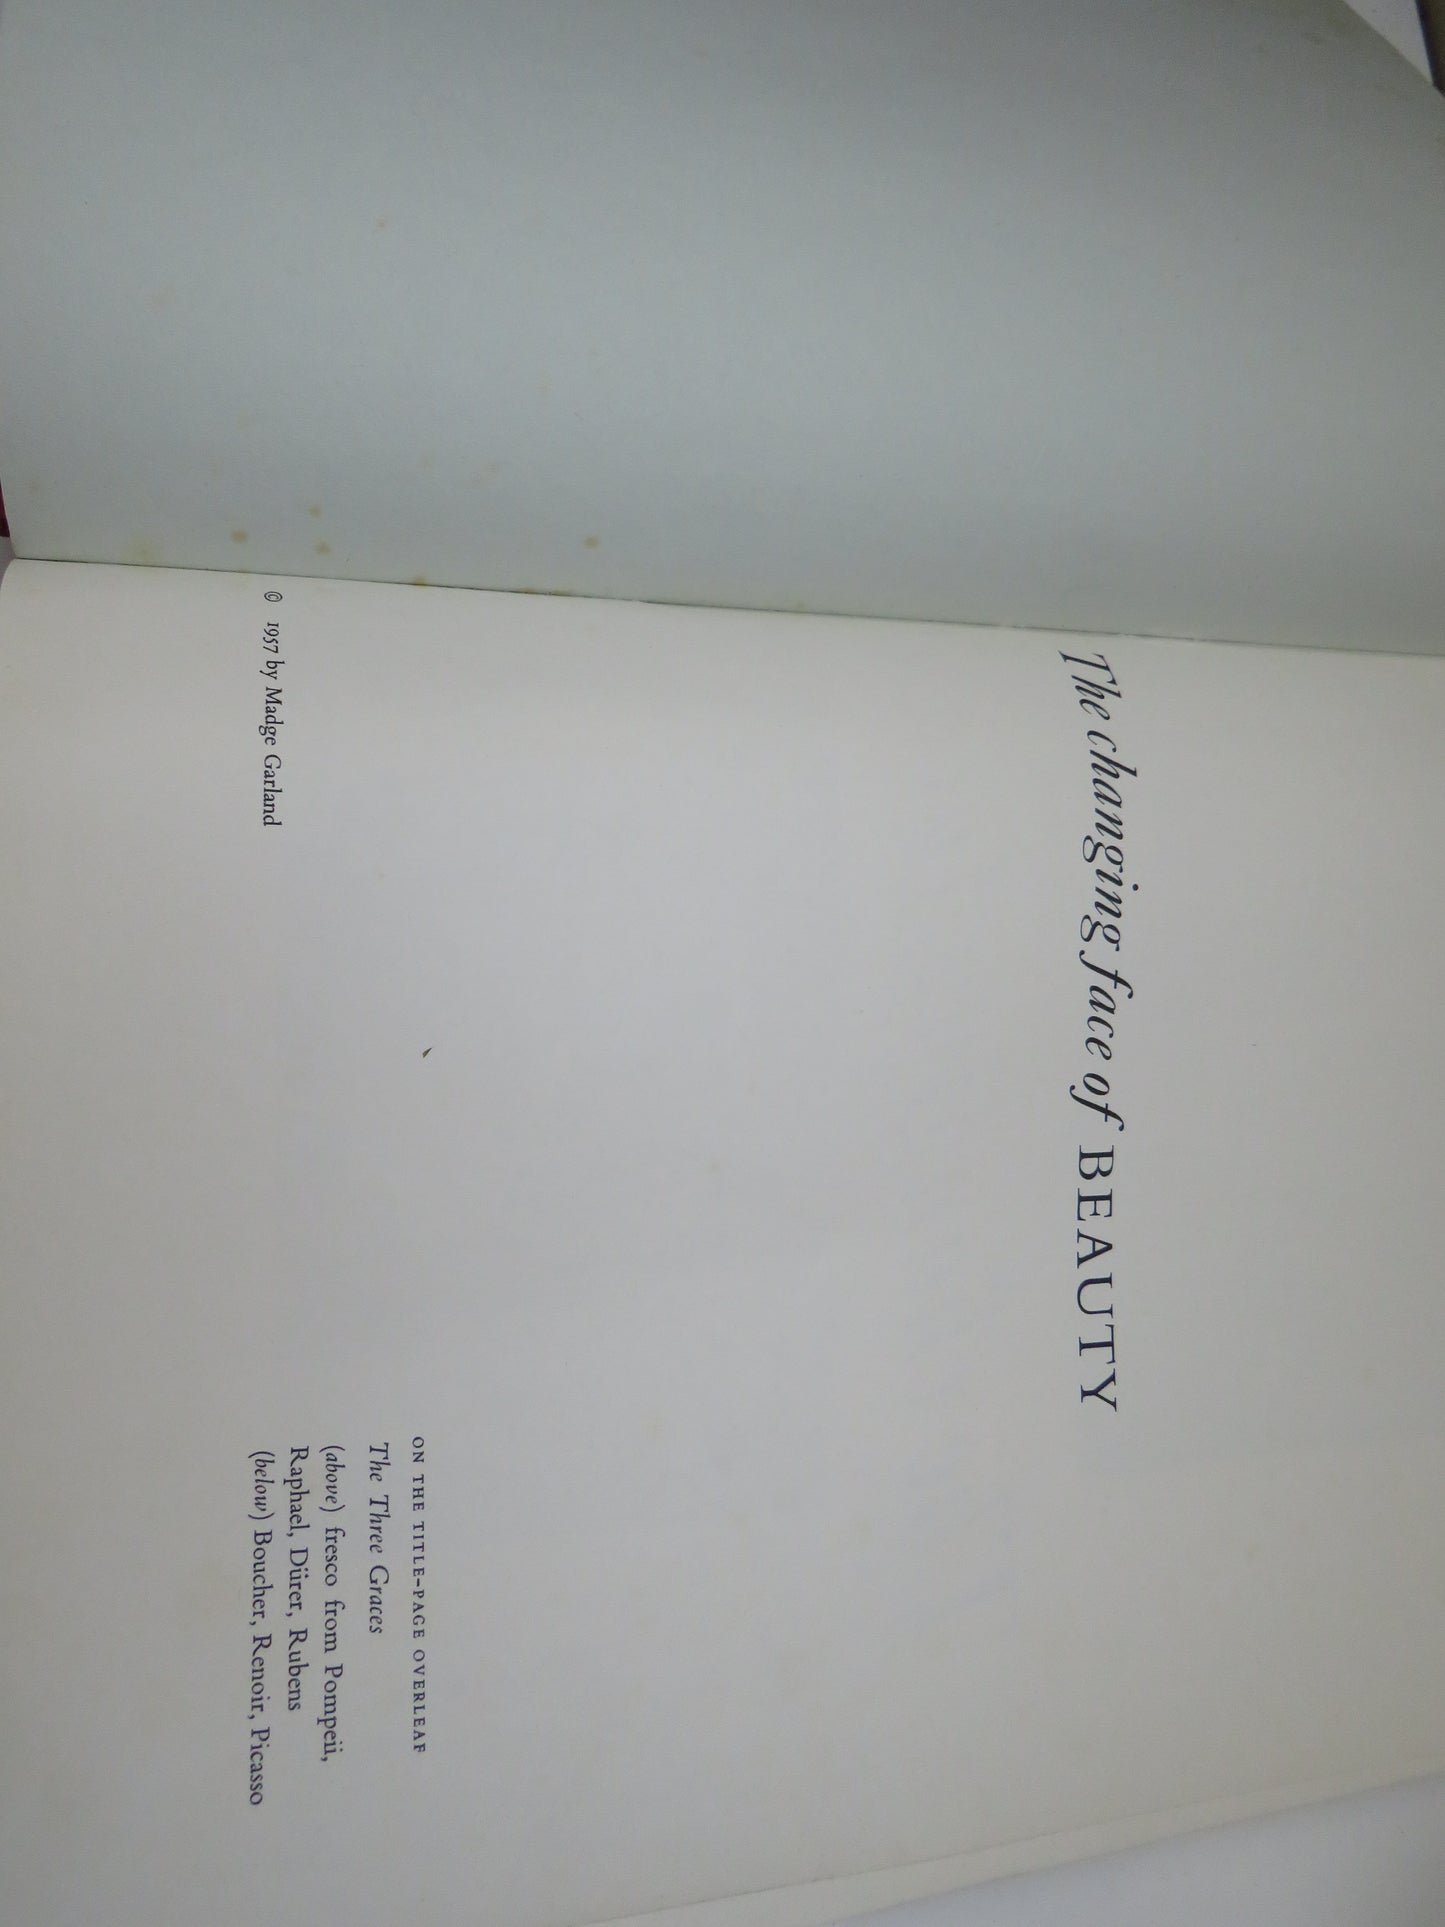 The changing face of BEAUTY
© 1957 by Madge Garland
ON THE TITLE-PAGE OVERLEAF
The Three Graces
(above) fresco from Pompeii,
Raphael, Dürer, Rubens
(below) Boucher, Renoir, Picasso